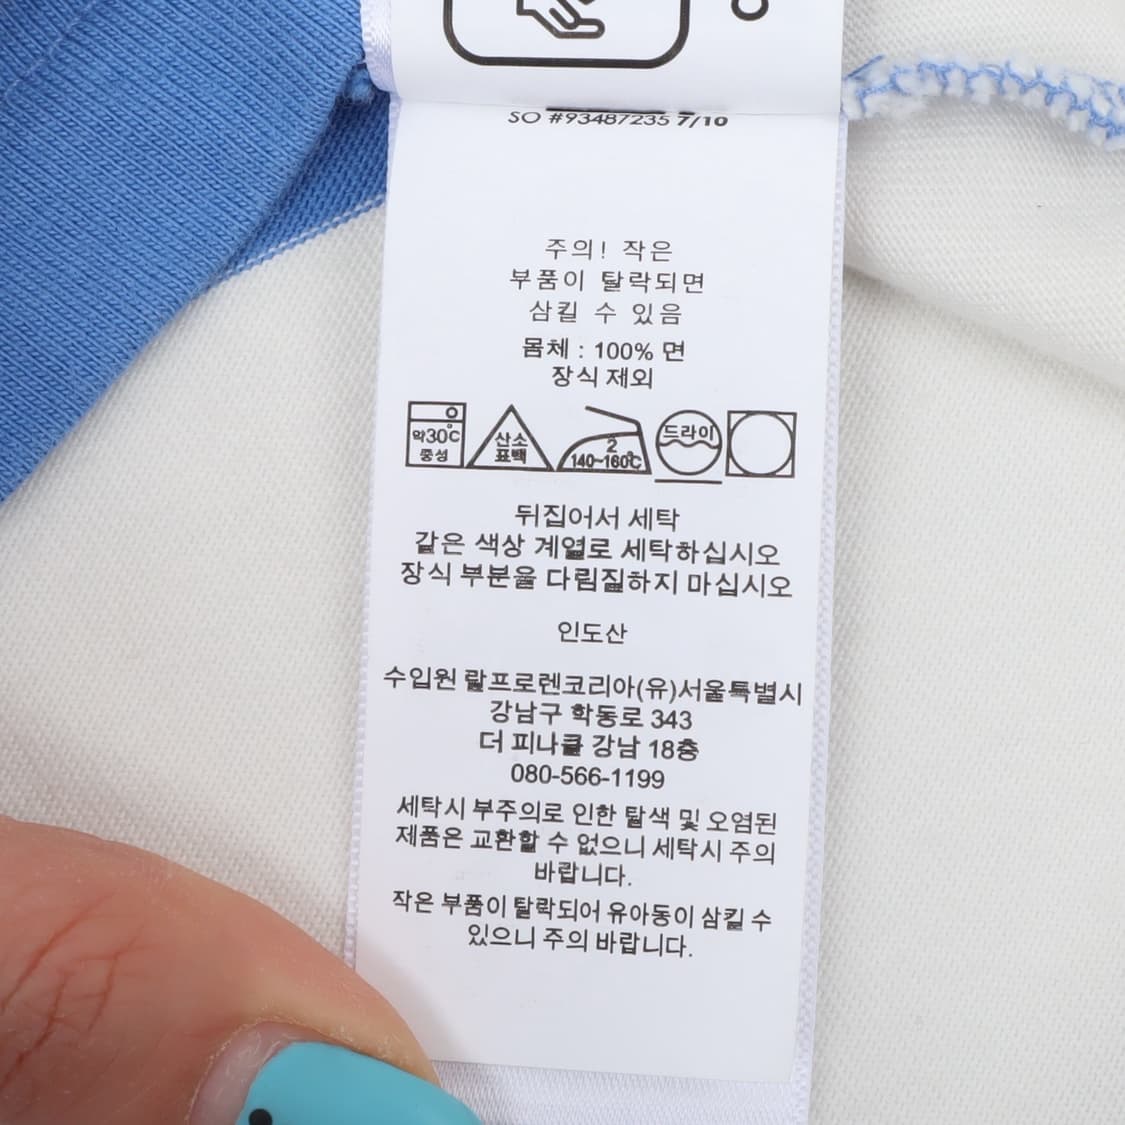 SO #93487235 7/10
주의! 작은
부품이 탈락되면
삼킬 수 있음
몸체 : 100% 면
장식 제외
약30°C
중성
산소
표백
2
140~160°C
드라이
뒤집어서 세탁
같은 색상 계열로 세탁하십시오
장식 부분을 다림질하지 마십시오
인도산
수입원 랄프로렌코리아(유)서울특별시
강남구 학동로 343
더 피나클 강남 18층
080-566-1199
세탁시 부주의로 인한 탈색 및 오염된
제품은 교환할 수 없으니 세탁시 주의
바랍니다.
작은 부품이 탈락되어 유아동이 삼킬 수
있으니 주의 바랍니다.